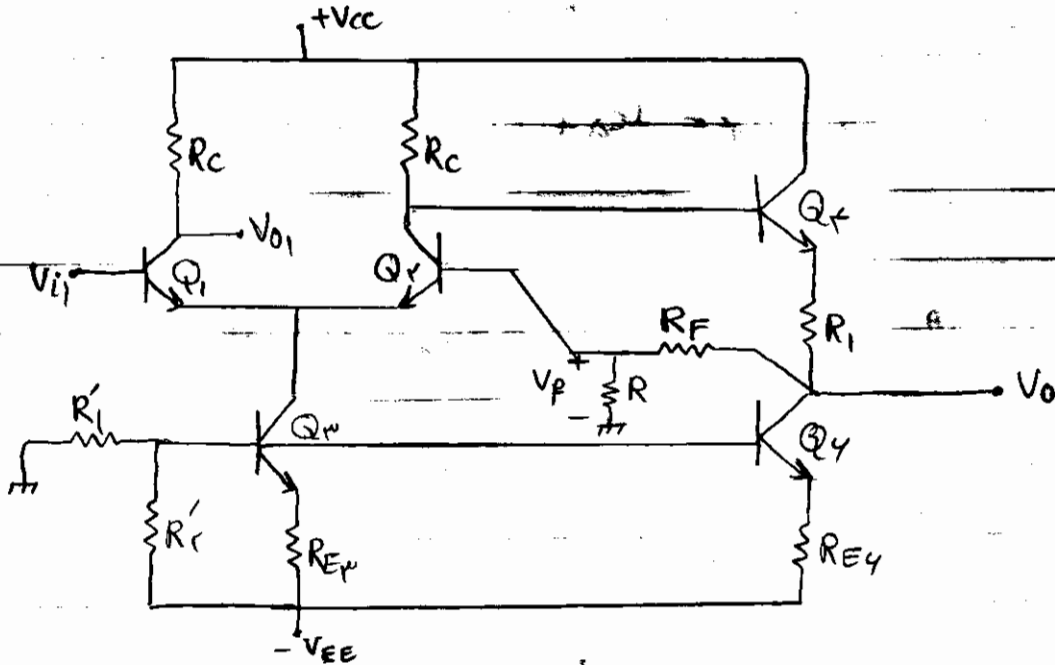 +Vcc
Rc
Rc
Vo1
Vi1
Q1
Q۲
Q۴
R1
RF
Vo
VF
+
-
R
R'1
R'۲
Q۳
Q۶
RE۳
RE۶
-VEE